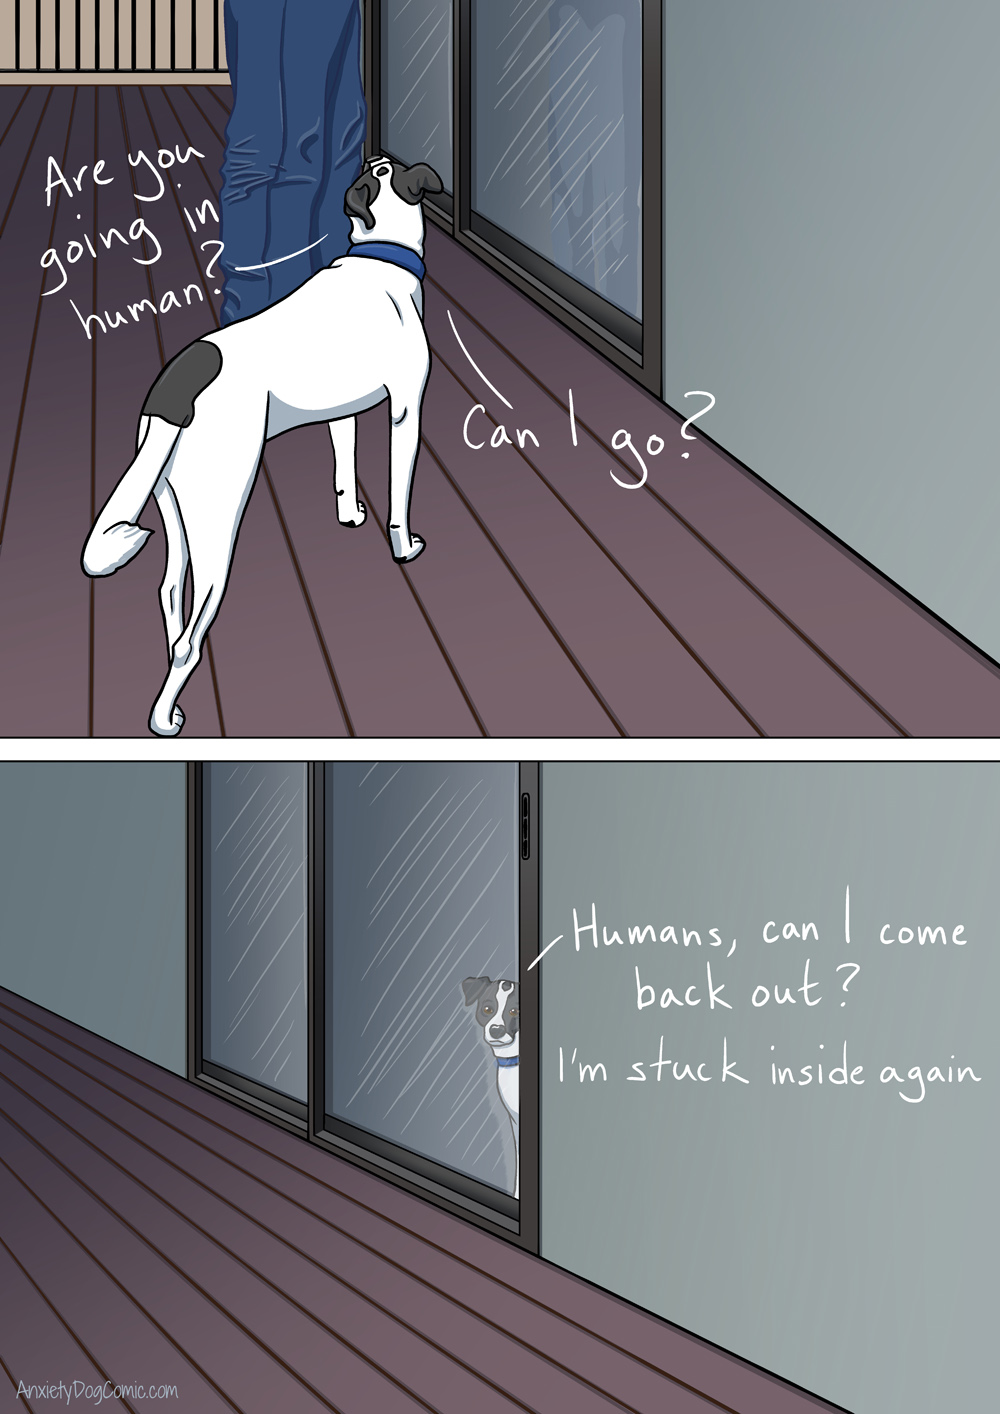 Are you
going in
human?
Can I go?
Humans, can I come
back out?
I'm stuck inside again
AnxietyDogComic.com